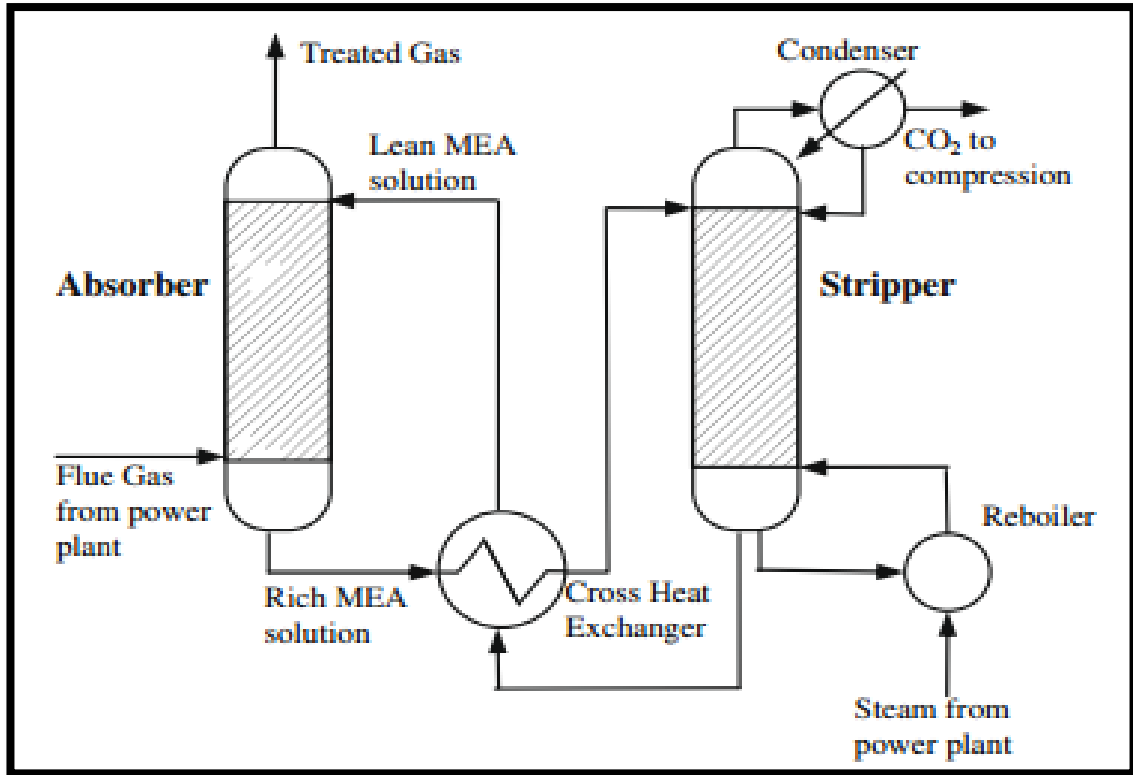 Treated Gas
Condenser
Lean MEA
solution
CO₂ to
compression
Absorber
Stripper
Flue Gas
from power
plant
Reboiler
Rich MEA
solution
Cross Heat
Exchanger
Steam from
power plant